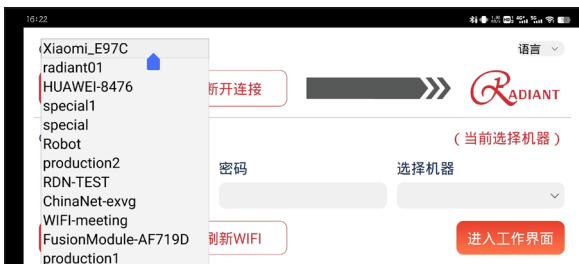 16:22
语言
Xiaomi_E97C
radiant01
HUAWEI-8476
special1
special
Robot
production2
RDN-TEST
ChinaNet-exvg
WIFI-meeting
FusionModule-AF719D
production1
断开连接
RADIANT
(当前选择机器)
密码
选择机器
刷新WIFI
进入工作界面